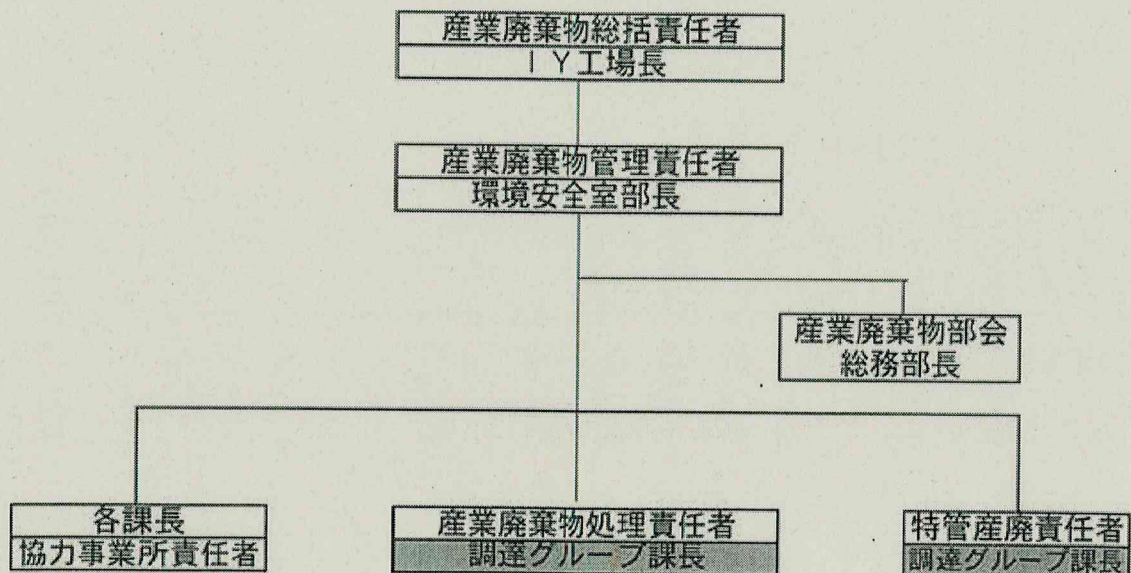 産業廃棄物総括責任者
ＩＹ工場長
産業廃棄物管理責任者
環境安全室部長
産業廃棄物部会
総務部長
各課長
協力事業所責任者
産業廃棄物処理責任者
調達グループ課長
特管産廃責任者
調達グループ課長